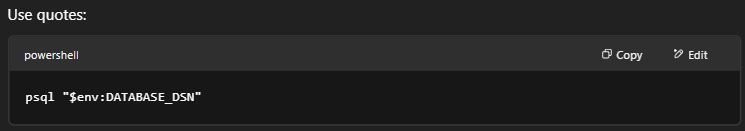 Use quotes:
powershell
Copy
Edit
psql "$env:DATABASE_DSN"